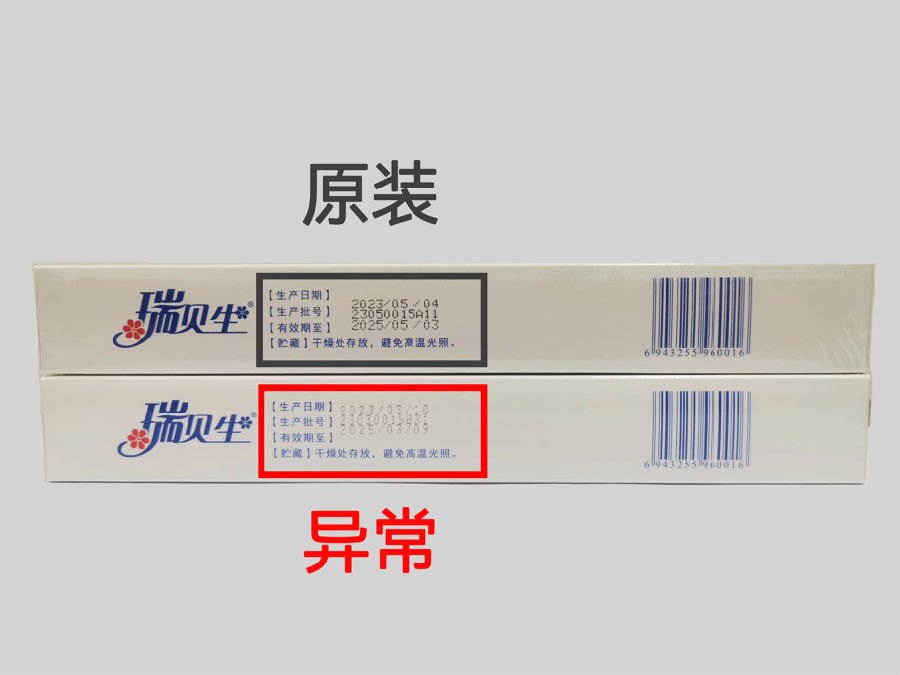 原装
瑞贝生®
【生产日期】 2023/05/04
【生产批号】 23050015A11
【有效期至】 2025/05/03
【贮藏】干燥处存放，避免高温光照。
6 943255 960016
瑞贝生®
【生产日期】 2023/03/10
【生产批号】
【有效期至】 2025/03/09
【贮藏】干燥处存放，避免高温光照。
6 943255 960016
异常